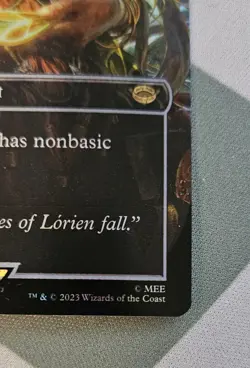 has nonbasic
es of Lórien fall.”
© MEE
™ & © 2023 Wizards of the Coast